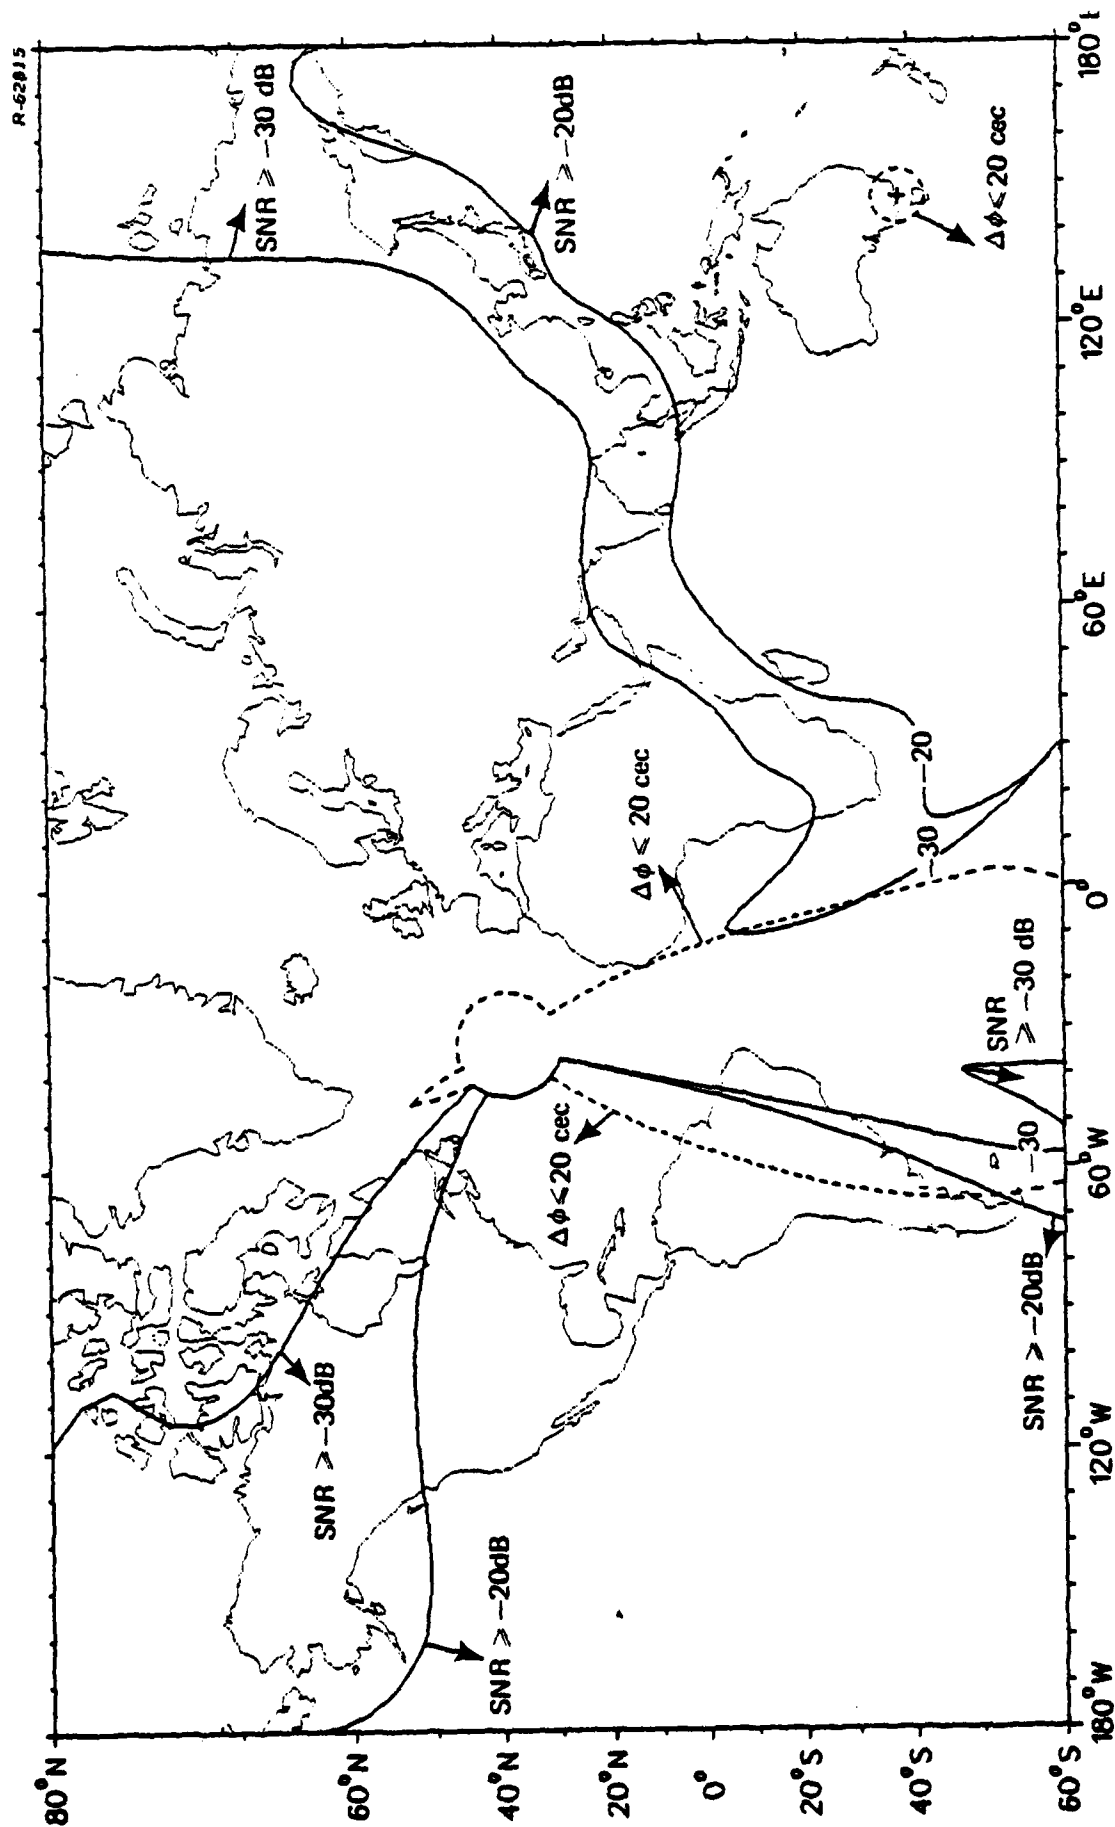 R-62815
80°N
60°N
40°N
20°N
0°
20°S
40°S
60°S
180°W
120°W
60°W
0°
60°E
120°E
180°E
SNR ≥ -30 dB
SNR ≥ -20dB
Δϕ < 20 cec
Δϕ < 20 cec
-20
-30
SNR
≥ -30 dB
Δϕ < 20 cec
-30
SNR ≥ -20dB
SNR ≥ -30dB
SNR ≥ -20dB